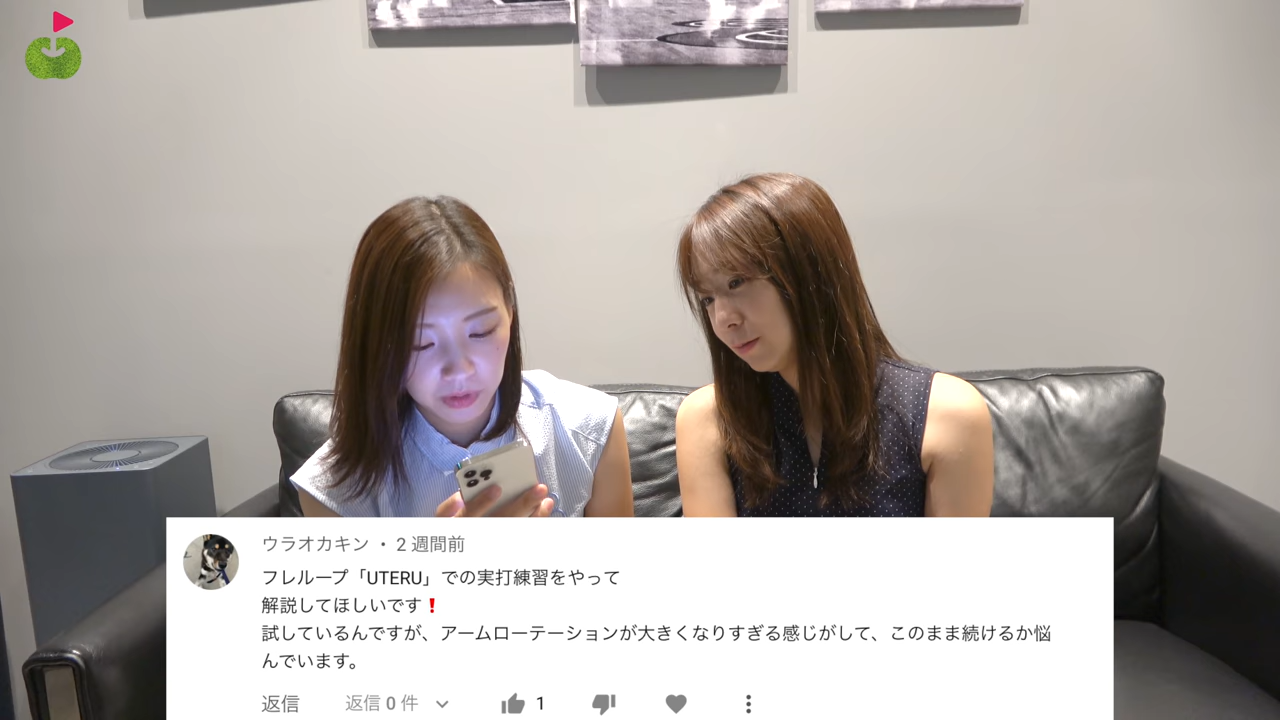 ウラオカキン ・ 2 週間前
フレループ「UTERU」での実打練習をやって
解説してほしいです❗
試しているんですが、アームローテーションが大きくなりすぎる感じがして、このまま続けるか悩
んでいます。
返信 返信 0 件 1